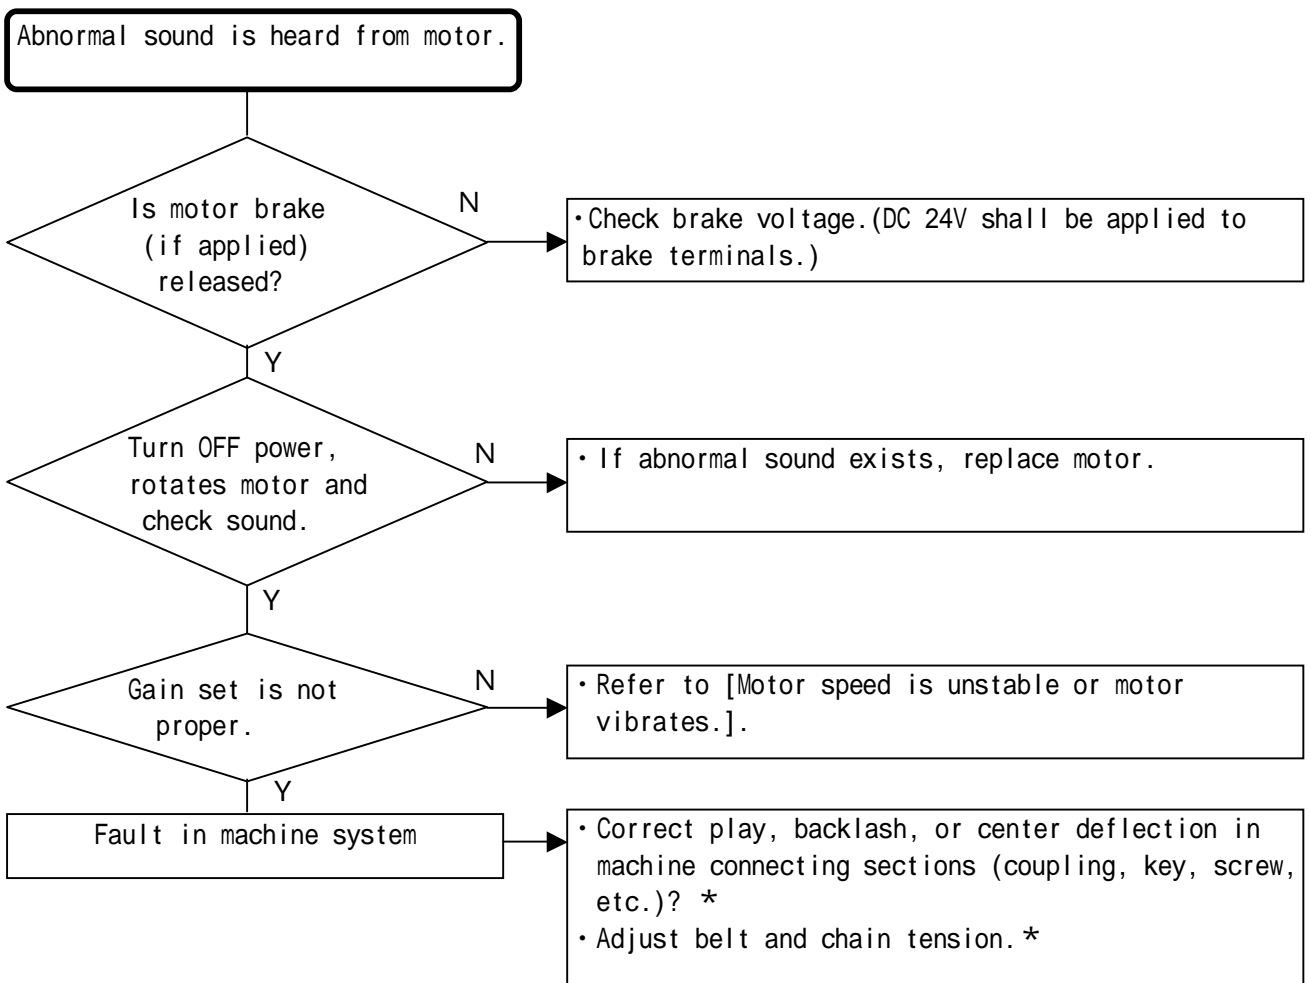 Abnormal sound is heard from motor.
Is motor brake
(if applied)
released?
N
・Check brake voltage.(DC 24V shall be applied to
brake terminals.)
Y
Turn OFF power,
rotates motor and
check sound.
N
・If abnormal sound exists, replace motor.
Y
Gain set is not
proper.
N
・Refer to [Motor speed is unstable or motor
vibrates.].
Y
Fault in machine system
・Correct play, backlash, or center deflection in
machine connecting sections (coupling, key, screw,
etc.)? *
・Adjust belt and chain tension.*